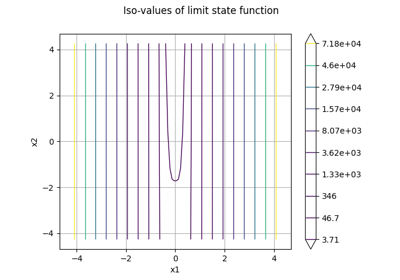 Iso-values of limit state function
x2
4
2
0
−2
−4
−4
−2
0
2
4
x1
7.18e+04
4.6e+04
2.79e+04
1.57e+04
8.07e+03
3.62e+03
1.33e+03
346
46.7
3.71